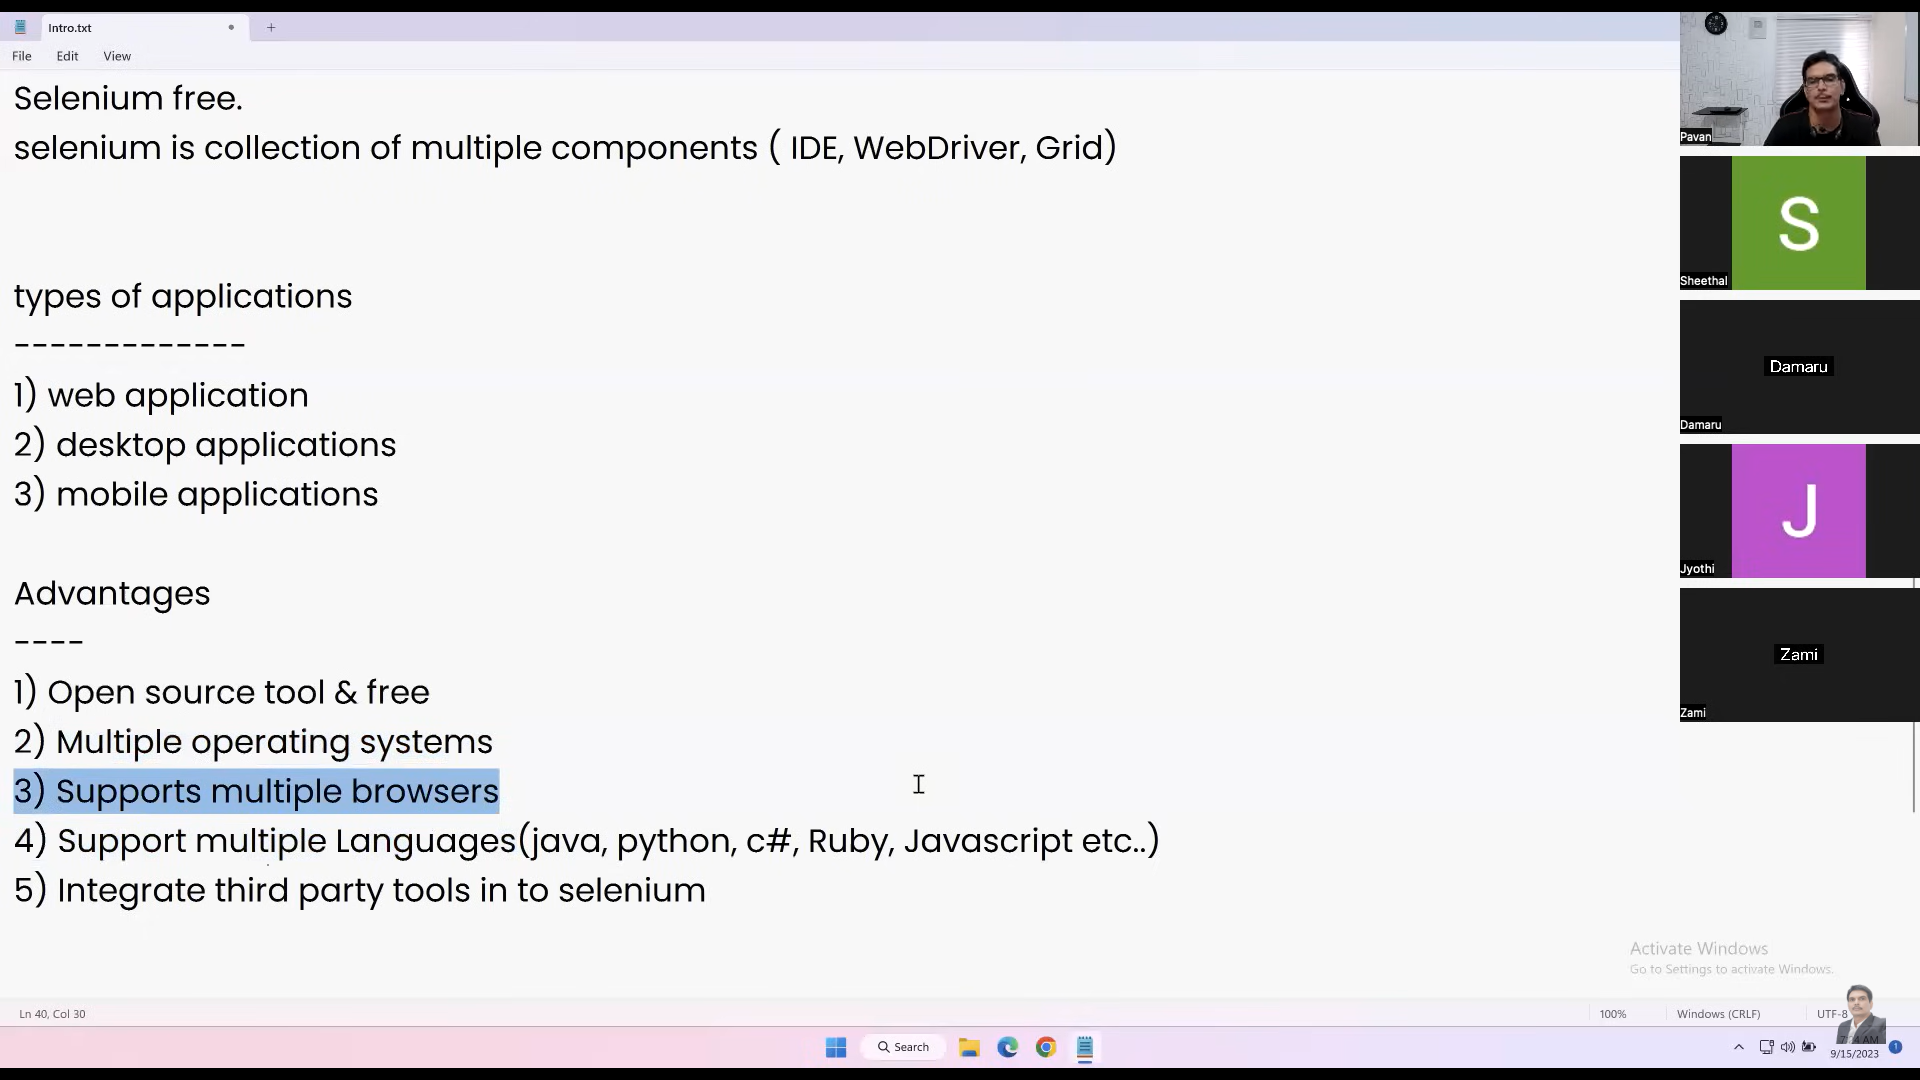 Intro.txt
File Edit View
Selenium free.
selenium is collection of multiple components ( IDE, WebDriver, Grid)
types of applications
-------------
1) web application
2) desktop applications
3) mobile applications
Advantages
----
1) Open source tool & free
2) Multiple operating systems
3) Supports multiple browsers
4) Support multiple Languages(java, python, c#, Ruby, Javascript etc..)
5) Integrate third party tools in to selenium
Pavan
S
Sheethal
Damaru
Damaru
J
Jyothi
Zami
Zami
Activate Windows
Go to Settings to activate Windows.
Ln 40, Col 30
100%
Windows (CRLF)
UTF-8
Search
AM
9/15/2023
1